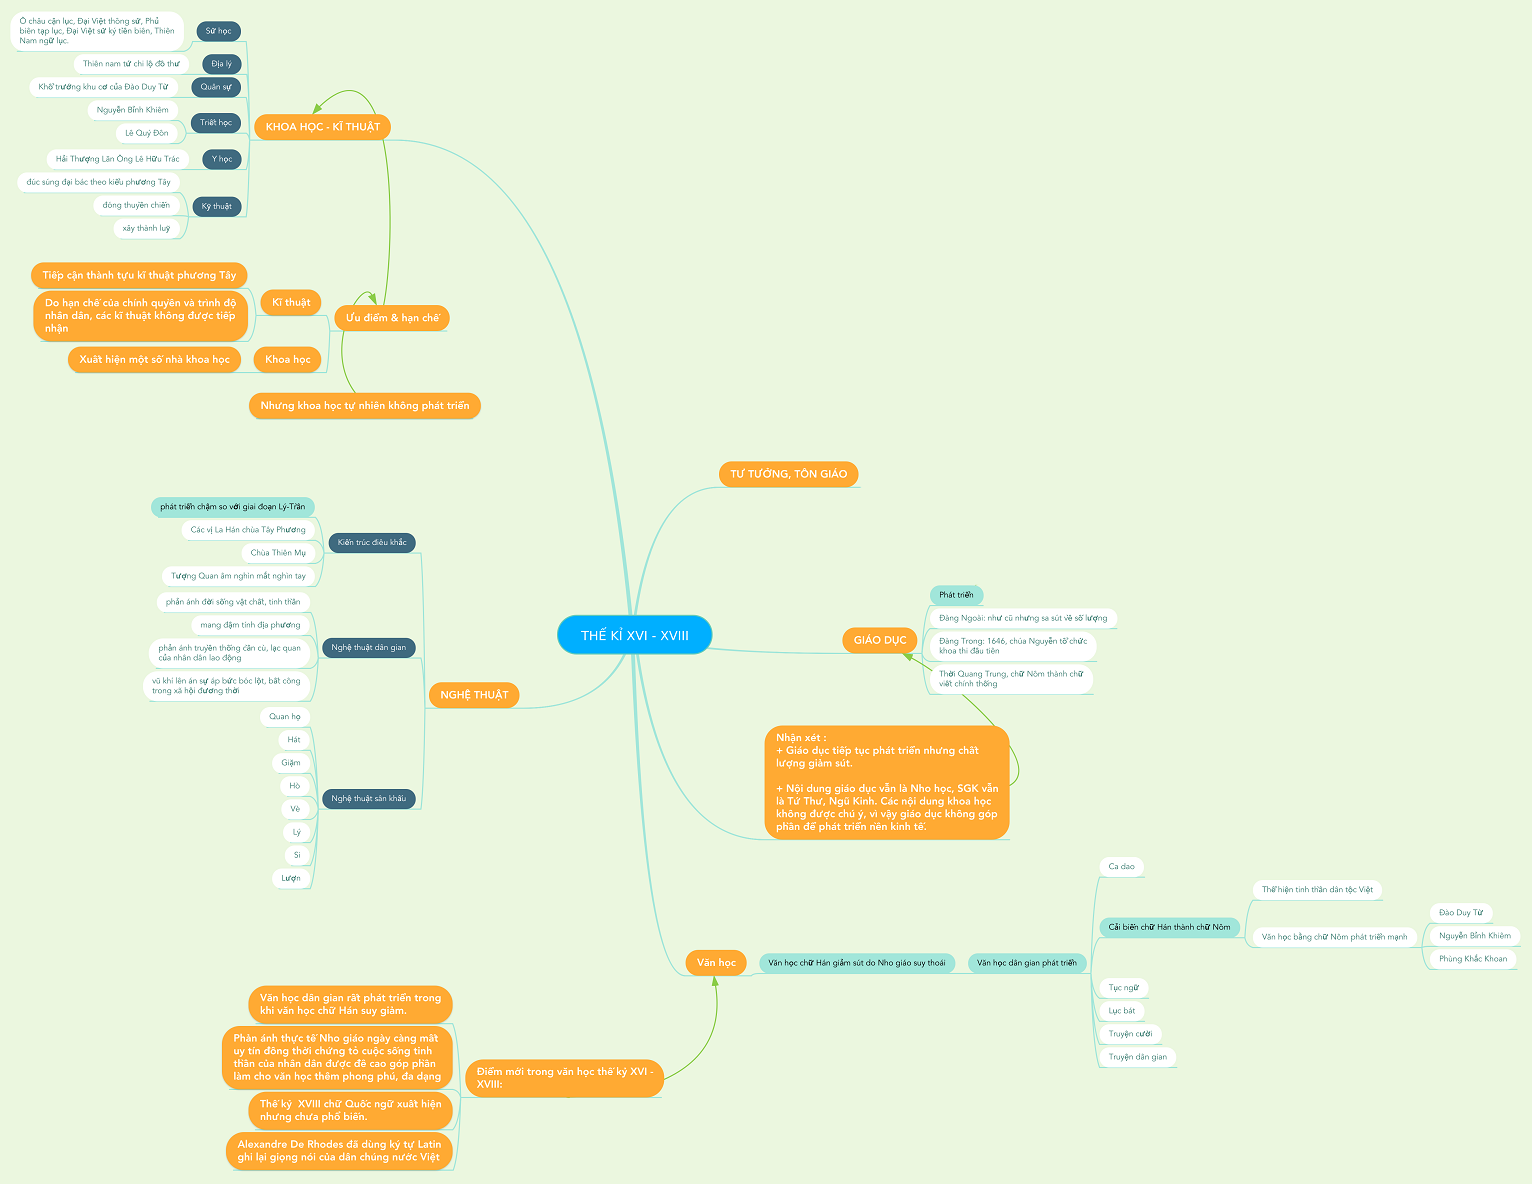 Ô châu cận lục, Đại Việt thông sử, Phủ
biên tạp lục, Đại Việt sử ký tiền biên, Thiên
Nam ngữ lục.
Sử học
Thiên nam tứ chi lộ đồ thư
Địa lý
Khổ trướng khu cơ của Đào Duy Từ
Quân sự
Nguyễn Bỉnh Khiêm
Lê Quý Đôn
Triết học
Hải Thượng Lãn Ông Lê Hữu Trác
Y học
đúc súng đại bác theo kiểu phương Tây
đóng thuyền chiến
xây thành luỹ
Kỹ thuật
KHOA HỌC - KĨ THUẬT
Tiếp cận thành tựu kĩ thuật phương Tây
Do hạn chế của chính quyền và trình độ
nhân dân, các kĩ thuật không được tiếp
nhận
Kĩ thuật
Xuất hiện một số nhà khoa học
Khoa học
Ưu điểm & hạn chế
Nhưng khoa học tự nhiên không phát triển
TƯ TƯỞNG, TÔN GIÁO
phát triển chậm so với giai đoạn Lý-Trần
Các vị La Hán chùa Tây Phương
Chùa Thiên Mụ
Tượng Quan âm nghìn mắt nghìn tay
Kiến trúc điêu khắc
phản ánh đời sống vật chất, tinh thần
mang đậm tính địa phương
phản ánh truyền thống cần cù, lạc quan
của nhân dân lao động
vũ khí lên án sự áp bức bóc lột, bất công
trong xã hội đương thời
Nghệ thuật dân gian
Quan họ
Hát
Giặm
Hò
Vè
Lý
Si
Lượn
Nghệ thuật sân khấu
NGHỆ THUẬT
THẾ KỈ XVI - XVIII
GIÁO DỤC
Phát triển
Đàng Ngoài: như cũ nhưng sa sút về số lượng
Đàng Trong: 1646, chúa Nguyễn tổ chức
khoa thi đầu tiên
Thời Quang Trung, chữ Nôm thành chữ
viết chính thống
Nhận xét :
+ Giáo dục tiếp tục phát triển nhưng chất
lượng giảm sút.
+ Nội dung giáo dục vẫn là Nho học, SGK vẫn
là Tứ Thư, Ngũ Kinh. Các nội dung khoa học
không được chú ý, vì vậy giáo dục không góp
phần để phát triển nền kinh tế.
Văn học
Văn học chữ Hán giảm sút do Nho giáo suy thoái
Văn học dân gian phát triển
Ca dao
Cải biến chữ Hán thành chữ Nôm
Thể hiện tinh thần dân tộc Việt
Văn học bằng chữ Nôm phát triển mạnh
Đào Duy Từ
Nguyễn Bỉnh Khiêm
Phùng Khắc Khoan
Tục ngữ
Lục bát
Truyện cười
Truyện dân gian
Văn học dân gian rất phát triển trong
khi văn học chữ Hán suy giảm.
Phản ánh thực tế Nho giáo ngày càng mất
uy tín đồng thời chứng tỏ cuộc sống tinh
thần của nhân dân được đề cao góp phần
làm cho văn học thêm phong phú, đa dạng
Thế kỷ  XVIII chữ Quốc ngữ xuất hiện
nhưng chưa phổ biến.
Alexandre De Rhodes đã dùng ký tự Latin
ghi lại giọng nói của dân chúng nước Việt
Điểm mới trong văn học thế kỷ XVI -
XVIII: